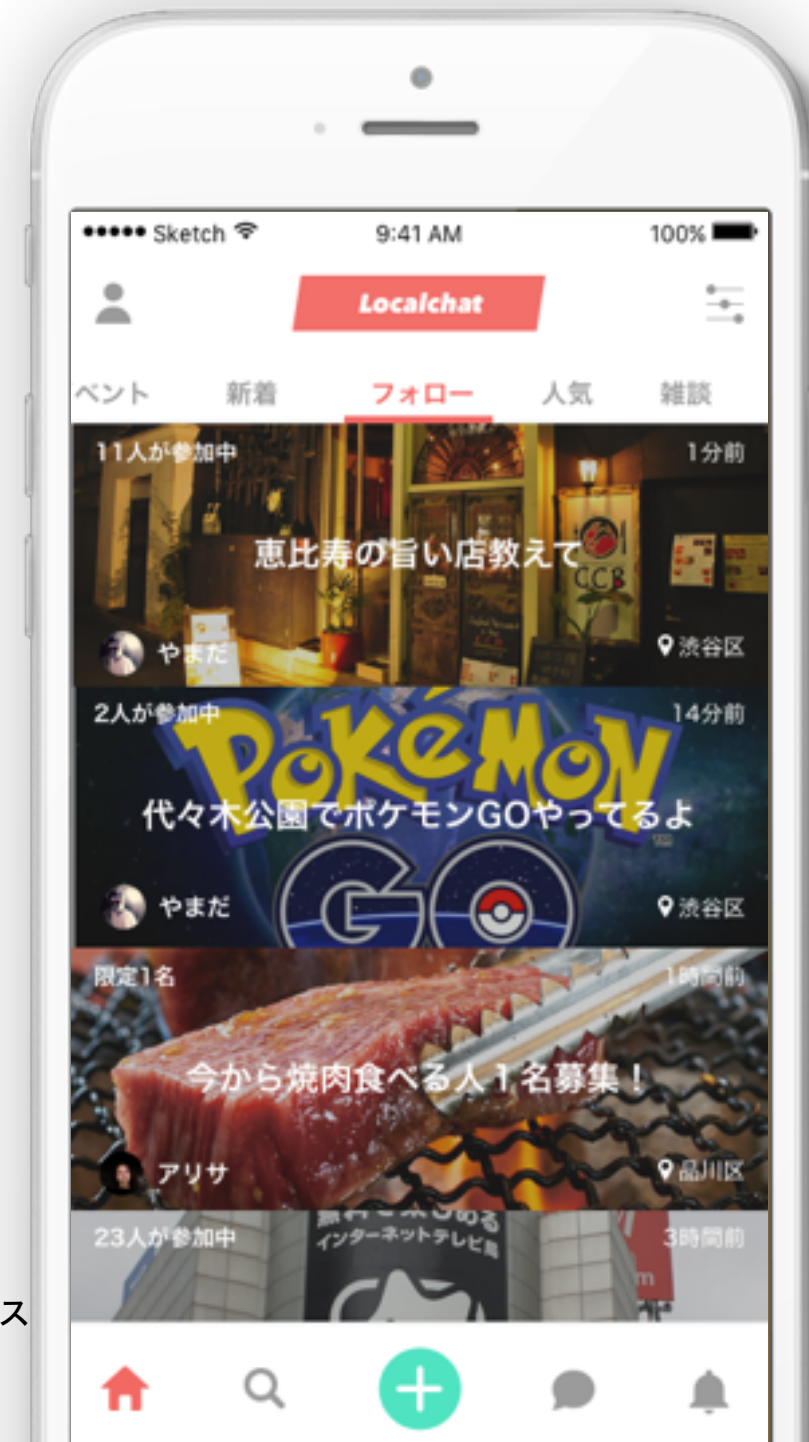 Sketch
9:41 AM
100%
Localchat
ベント
新着
フォロー
人気
雑談
11人が参加中
1分前
恵比寿の旨い店教えて
CCB
やまだ
渋谷区
2人が参加中
14分前
POKÉMON
代々木公園でポケモンGOやってるよ
GO
やまだ
渋谷区
限定1名
1時間前
今から焼肉食べる人1名募集！
アリサ
品川区
23人が参加中
3時間前
インターネットテレビ局
ス